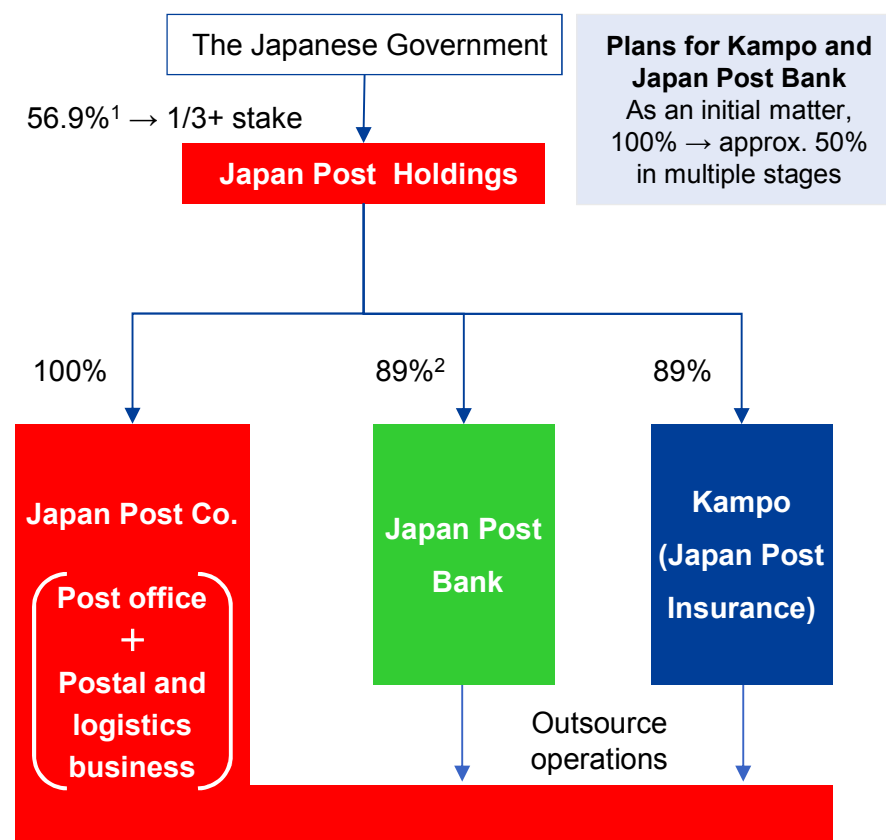 The Japanese Government
Plans for Kampo and
Japan Post Bank
As an initial matter,
100% → approx. 50%
in multiple stages
56.9%¹ → 1/3+ stake
Japan Post Holdings
100%
89%²
89%
Japan Post Co.
Post office
+
Postal and
logistics
business
Japan Post
Bank
Kampo
(Japan Post
Insurance)
Outsource
operations